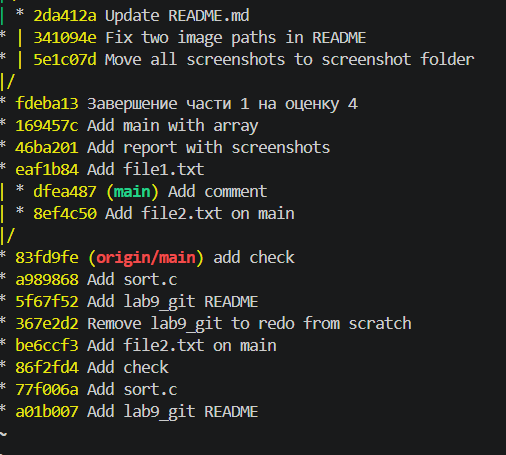 | * 2da412a Update README.md
* | 341094e Fix two image paths in README
* | 5e1c07d Move all screenshots to screenshot folder
|/
* fdeba13 Завершение части 1 на оценку 4
* 169457c Add main with array
* 46ba201 Add report with screenshots
* eaf1b84 Add file1.txt
| * dfea487 (main) Add comment
| * 8ef4c50 Add file2.txt on main
|/
* 83fd9fe (origin/main) add check
* a989868 Add sort.c
* 5f67f52 Add lab9_git README
* 367e2d2 Remove lab9_git to redo from scratch
* be6ccf3 Add file2.txt on main
* 86f2fd4 Add check
* 77f006a Add sort.c
* a01b007 Add lab9_git README
~